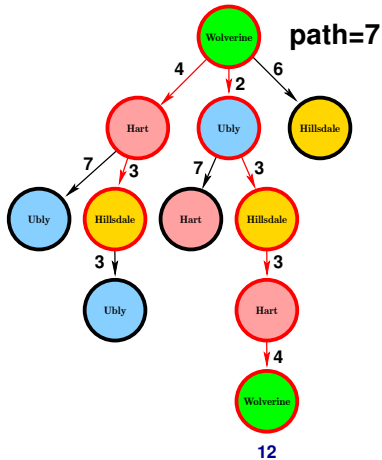 Wolverine path=7
4 2 6
Hart Ubly Hillsdale
7 3 7 3
Ubly Hillsdale Hart Hillsdale
3 3
Ubly Hart
4
Wolverine
12